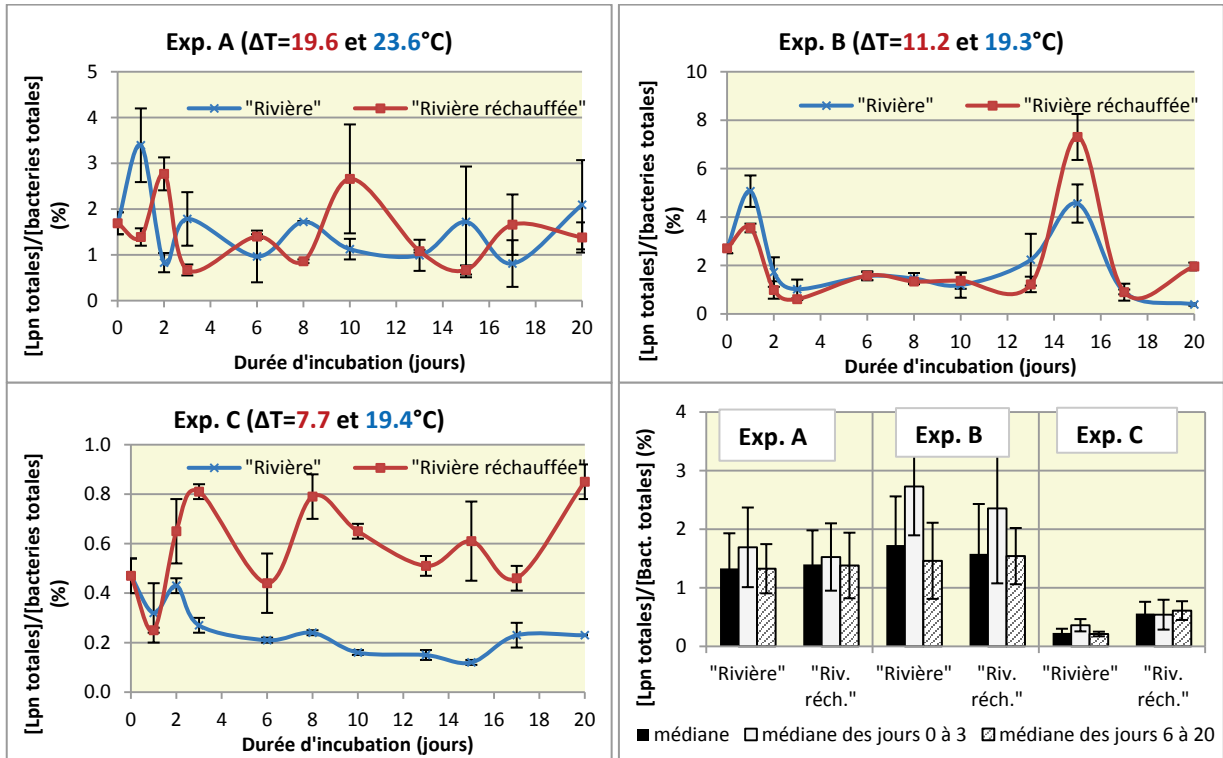 Exp. A (ΔT=19.6 et 23.6°C)
[Lpn totales]/[bacteries totales]
(%)
5
4
3
2
1
0
"Rivière"
"Rivière réchauffée"
0 2 4 6 8 10 12 14 16 18 20
Durée d'incubation (jours)
Exp. B (ΔT=11.2 et 19.3°C)
[Lpn totales]/[bacteries totales]
(%)
10
8
6
4
2
0
"Rivière"
"Rivière réchauffée"
0 2 4 6 8 10 12 14 16 18 20
Durée d'incubation (jours)
Exp. C (ΔT=7.7 et 19.4°C)
[Lpn totales]/[bacteries totales]
(%)
1.0
0.8
0.6
0.4
0.2
0.0
"Rivière"
"Rivière réchauffée"
0 2 4 6 8 10 12 14 16 18 20
Durée d'incubation (jours)
[Lpn totales]/[Bact. totales] (%)
4
3
2
1
0
Exp. A
Exp. B
Exp. C
"Rivière" "Riv. réch." "Rivière" "Riv. réch." "Rivière" "Riv. réch."
médiane médiane des jours 0 à 3 médiane des jours 6 à 20